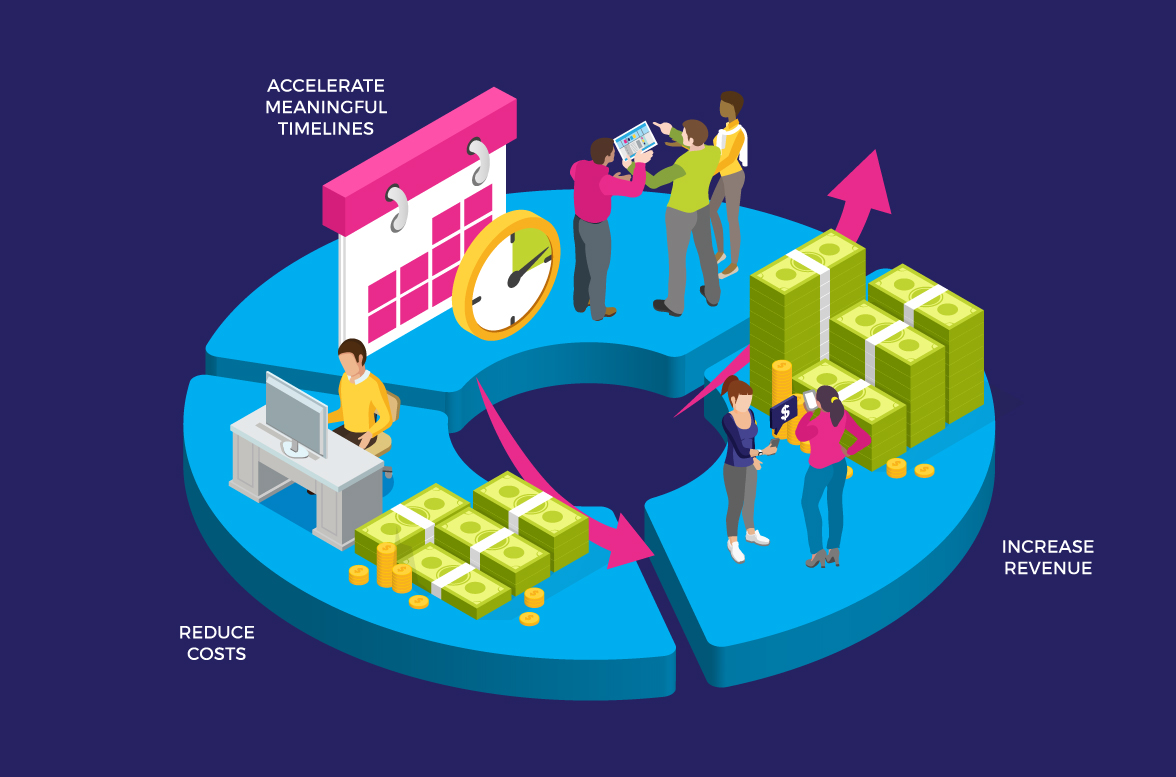 ACCELERATE
MEANINGFUL
TIMELINES
$
INCREASE
REVENUE
REDUCE
COSTS